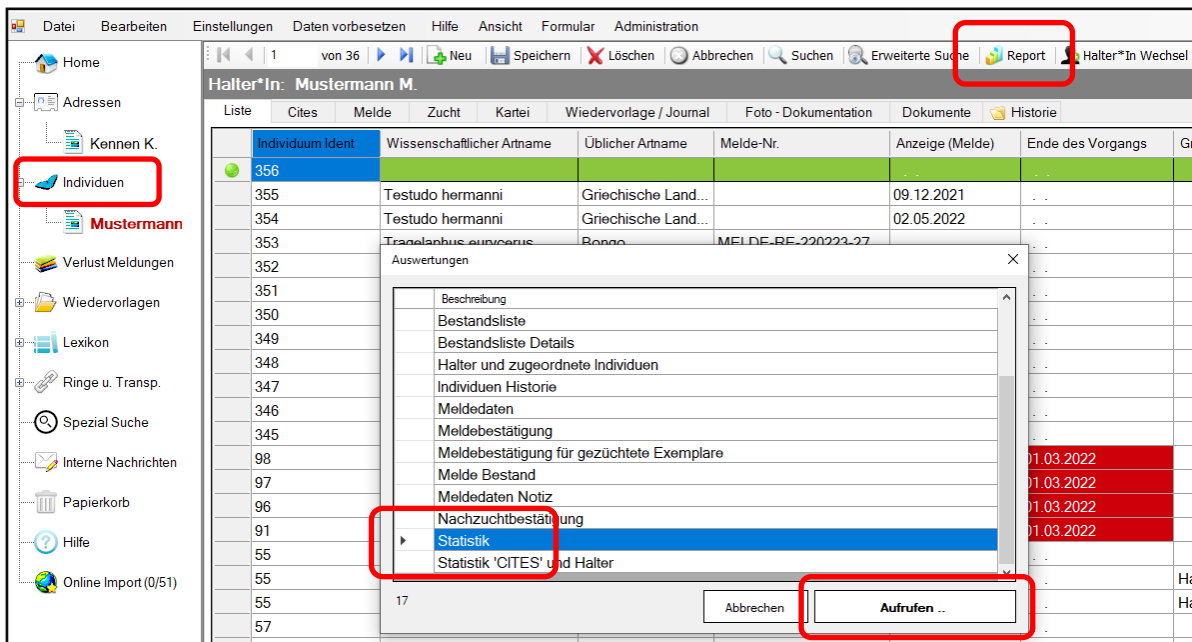 Datei Bearbeiten Einstellungen Daten vorbesetzen Hilfe Ansicht Formular Administration
1 von 36 Neu Speichern Löschen Abbrechen Suchen Erweiterte Suche Report Halter*In Wechsel
Home
Adressen
Kennen K.
Individuen
Mustermann
Verlust Meldungen
Wiedervorlagen
Lexikon
Ringe u. Transp.
Spezial Suche
Interne Nachrichten
Papierkorb
Hilfe
Online Import (0/51)
Halter*In: Mustermann M.
Liste Cites Melde Zucht Kartei Wiedervorlage / Journal Foto - Dokumentation Dokumente Historie
Individuum Ident Wissenschaftlicher Artname Üblicher Artname Melde-Nr. Anzeige (Melde) Ende des Vorgangs
356 . . . .
355 Testudo hermanni Griechische Land... 09.12.2021 . .
354 Testudo hermanni Griechische Land... 02.05.2022 . .
353 Tragelaphus eurycerus Bongo MELDE-RE-220223-27 . .
352 . .
351 . .
350 . .
349 . .
348 . .
347 . .
346 . .
345 . .
98 01.03.2022
97 01.03.2022
96 01.03.2022
91 01.03.2022
55 . .
55 . . Ha
55 . . Ha
57
Auswertungen
Beschreibung
Bestandsliste
Bestandsliste Details
Halter und zugeordnete Individuen
Individuen Historie
Meldedaten
Meldebestätigung
Meldebestätigung für gezüchtete Exemplare
Melde Bestand
Meldedaten Notiz
Nachzuchtbestätigung
Statistik
Statistik 'CITES' und Halter
17 Abbrechen Aufrufen ..